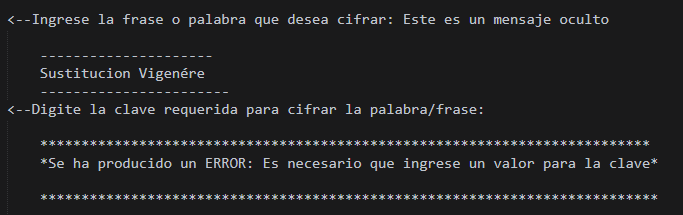 <--Ingrese la frase o palabra que desea cifrar: Este es un mensaje oculto
---------------------
Sustitucion Vigenére
-----------------------
<--Digite la clave requerida para cifrar la palabra/frase:
**************************************************************************
*Se ha producido un ERROR: Es necesario que ingrese un valor para la clave*
***************************************************************************